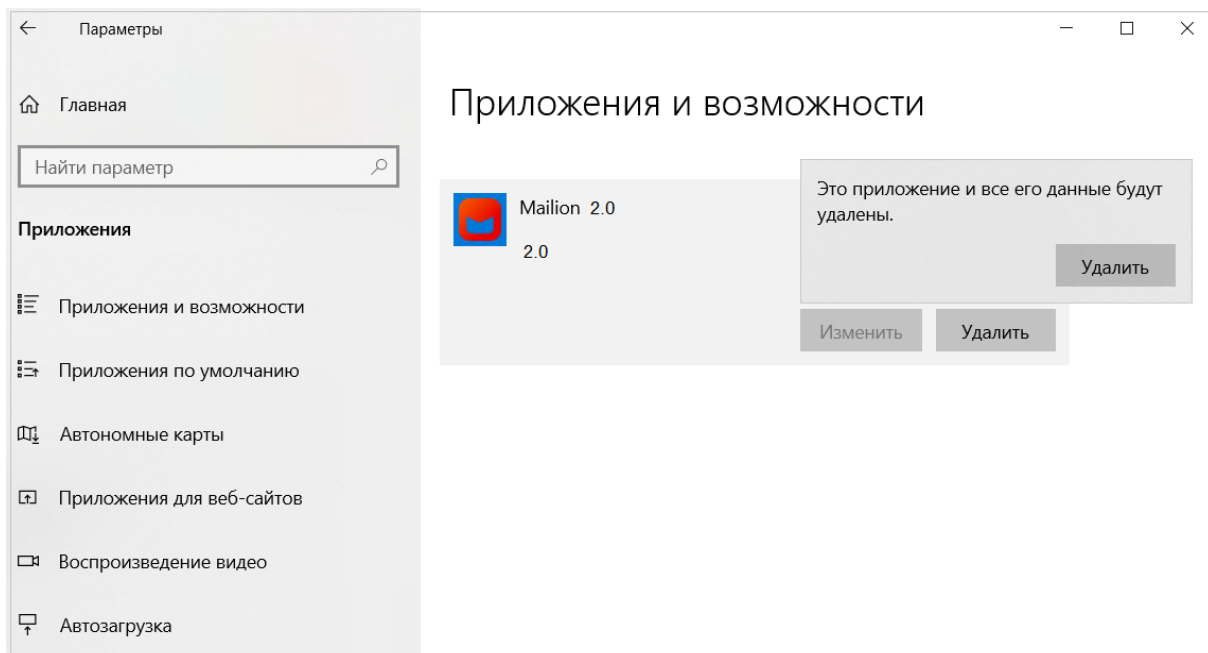 Параметры
Главная
Найти параметр
Приложения
Приложения и возможности
Приложения по умолчанию
Автономные карты
Приложения для веб-сайтов
Воспроизведение видео
Автозагрузка
Приложения и возможности
Mailion 2.0
2.0
Это приложение и все его данные будут
удалены.
Удалить
Изменить
Удалить